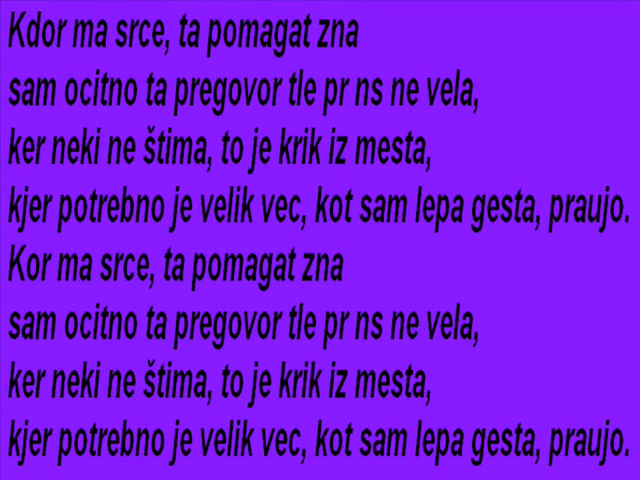 Kdor ma srce, ta pomagat zna
sam ocitno ta pregovor tle pr ns ne vela,
ker neki ne štima, to je krik iz mesta,
kjer potrebno je velik vec, kot sam lepa gesta, praujo.
Kor ma srce, ta pomagat zna
sam ocitno ta pregovor tle pr ns ne vela,
ker neki ne štima, to je krik iz mesta,
kjer potrebno je velik vec, kot sam lepa gesta, praujo.